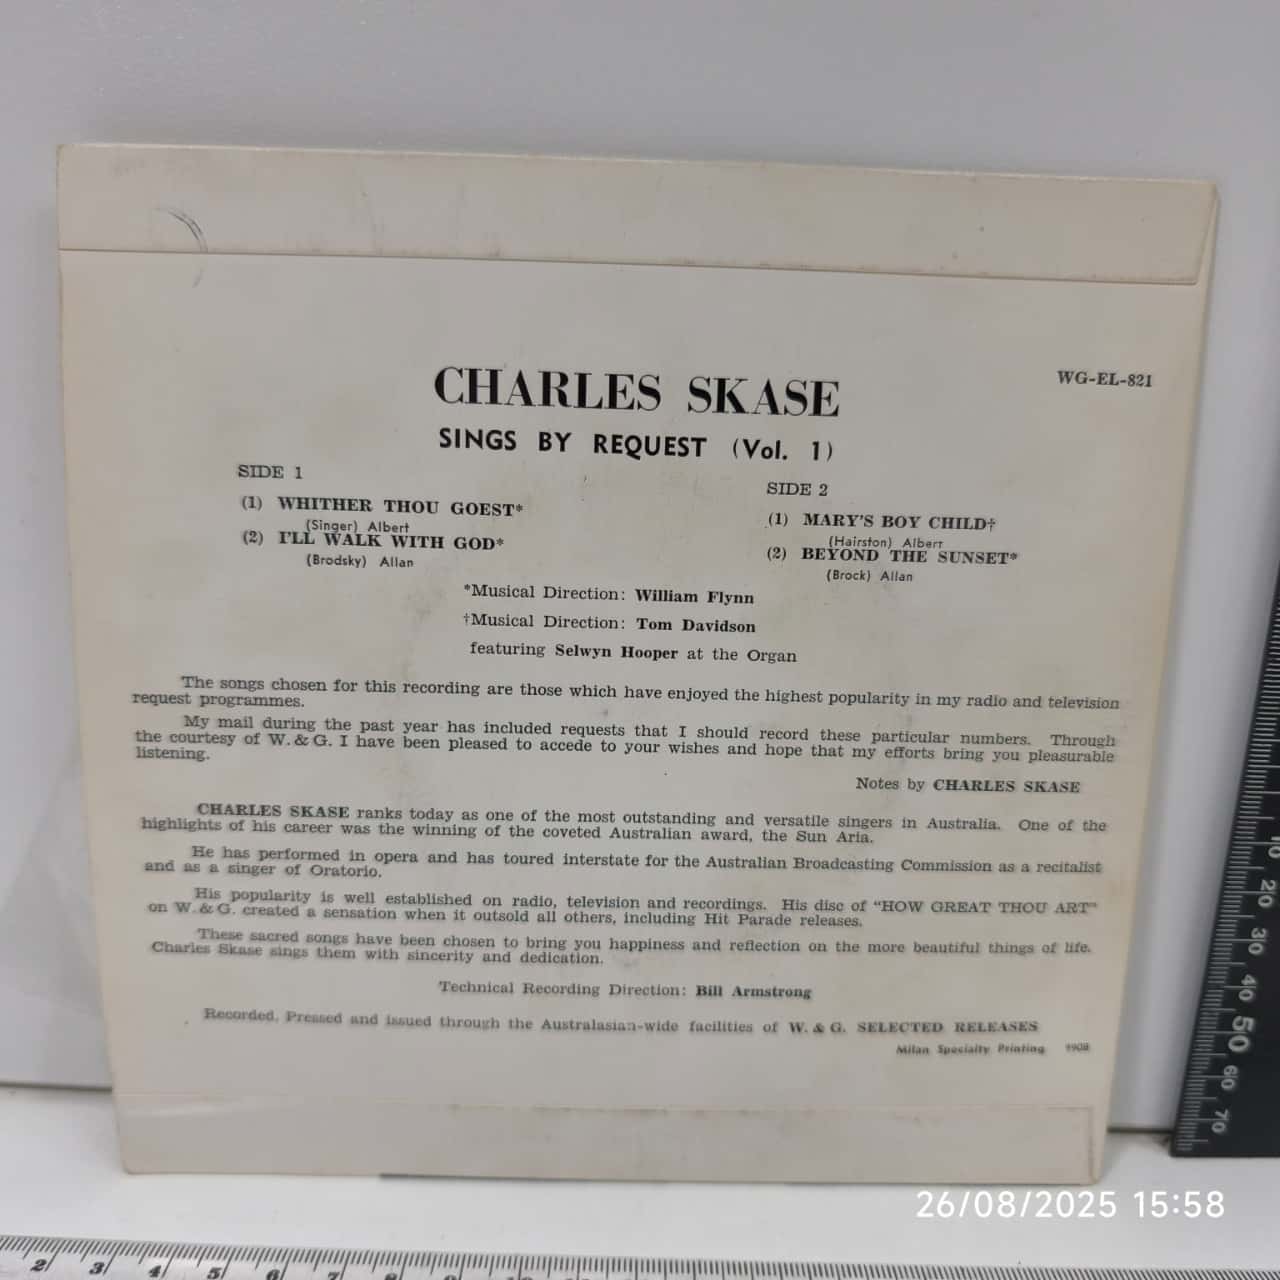 CHARLES SKASE
WG-EL-821
SINGS BY REQUEST (Vol. 1)
SIDE 1
(1) WHITHER THOU GOEST*
(Singer) Albert
(2) I'LL WALK WITH GOD*
(Brodsky) Allan
SIDE 2
(1) MARY'S BOY CHILD†
(Hairston) Albert
(2) BEYOND THE SUNSET*
(Brock) Allan
*Musical Direction: William Flynn
†Musical Direction: Tom Davidson
featuring Selwyn Hooper at the Organ
The songs chosen for this recording are those which have enjoyed the highest popularity in my radio and television
request programmes.
My mail during the past year has included requests that I should record these particular numbers. Through
the courtesy of W. & G. I have been pleased to accede to your wishes and hope that my efforts bring you pleasurable
listening.
Notes by CHARLES SKASE
CHARLES SKASE ranks today as one of the most outstanding and versatile singers in Australia. One of the
highlights of his career was the winning of the coveted Australian award, the Sun Aria.
He has performed in opera and has toured interstate for the Australian Broadcasting Commission as a recitalist
and as a singer of Oratorio.
His popularity is well established on radio, television and recordings. His disc of "HOW GREAT THOU ART"
on W. & G. created a sensation when it outsold all others, including Hit Parade releases.
These sacred songs have been chosen to bring you happiness and reflection on the more beautiful things of life.
Charles Skase sings them with sincerity and dedication.
Technical Recording Direction: Bill Armstrong
Recorded, Pressed and issued through the Australasian-wide facilities of W. & G. SELECTED RELEASES
Milan Specialty Printing
10 20 30 40 50 60 70
26/08/2025 15:58
2 3 4 5 6 7 8 9 10